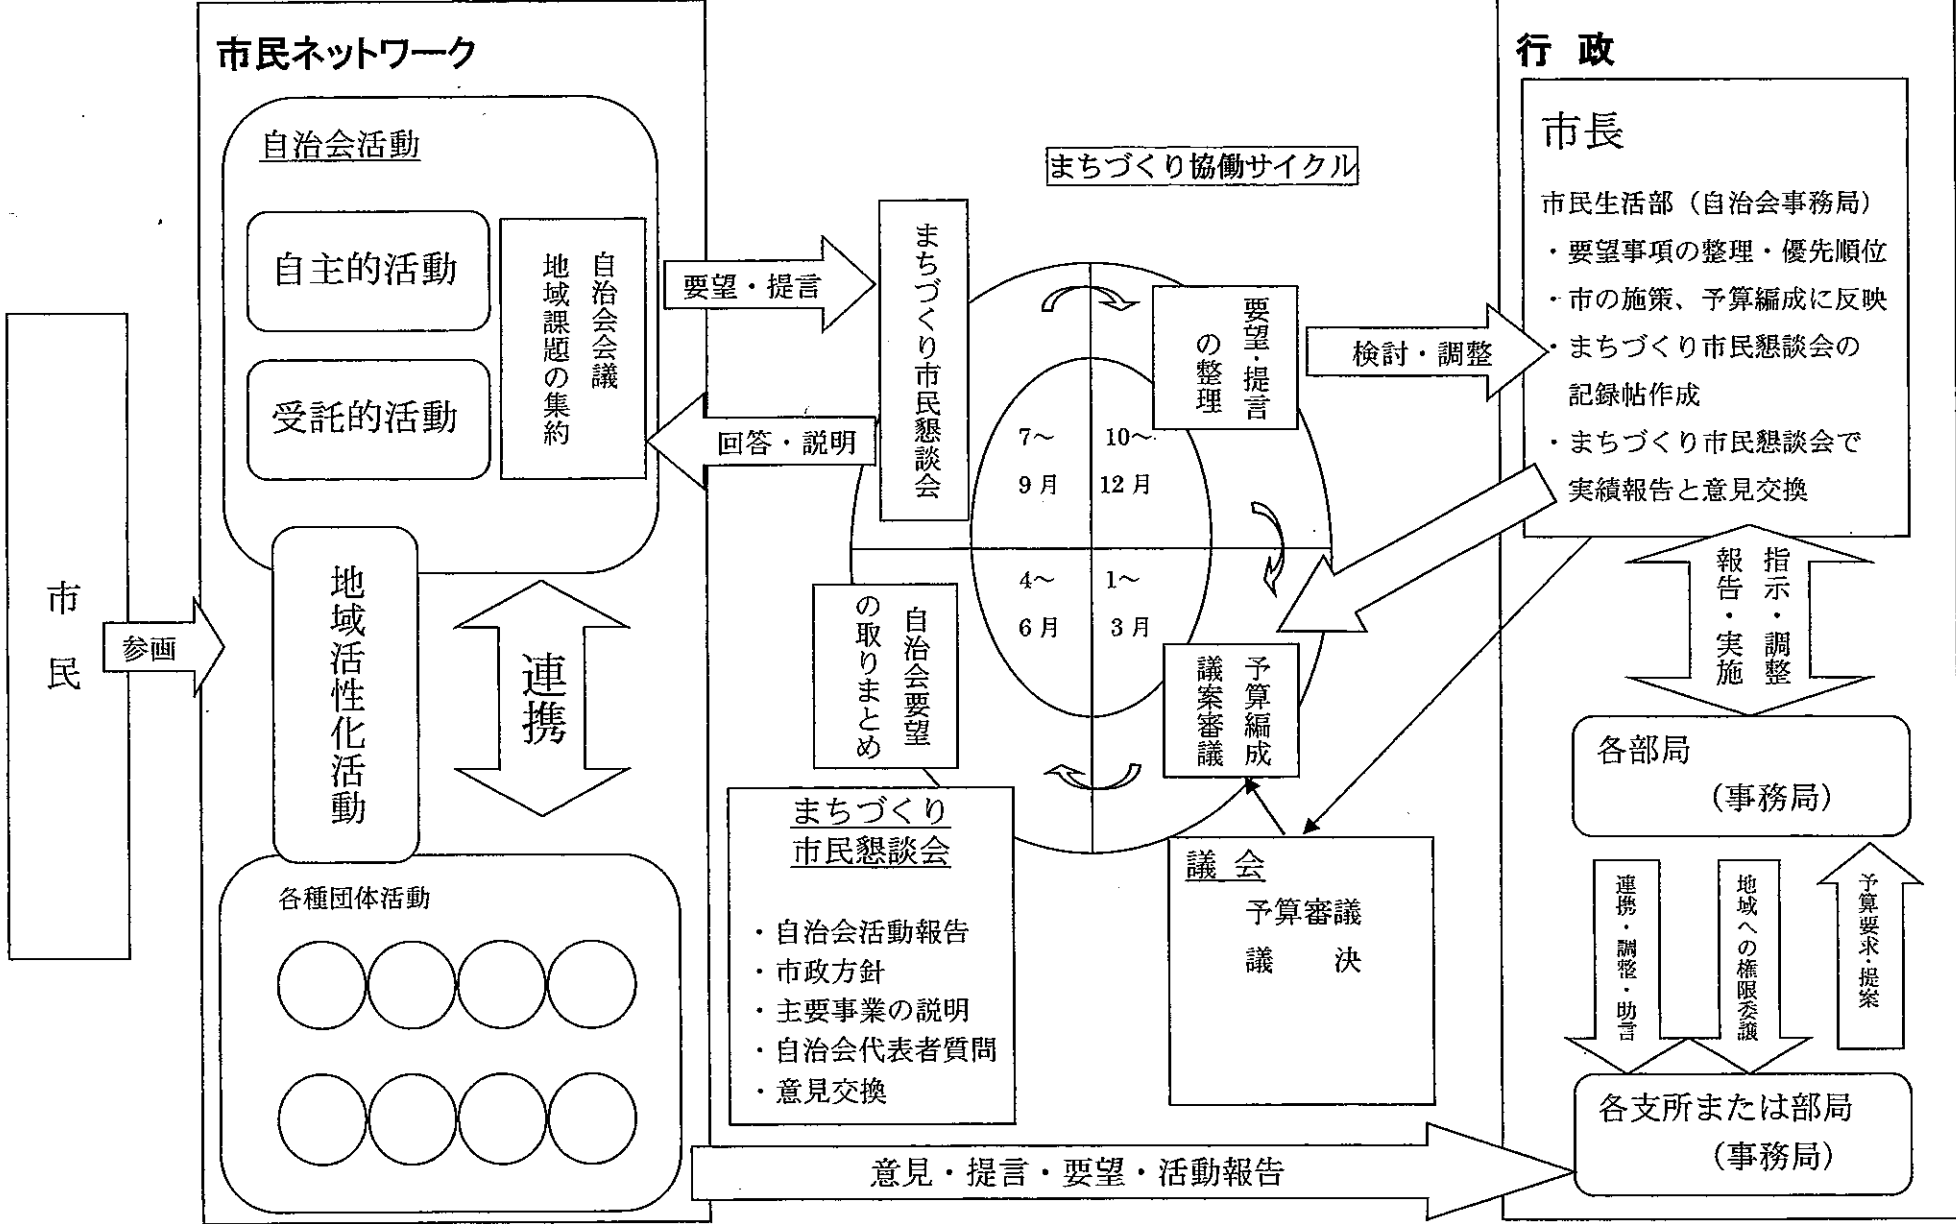 市民ネットワーク
自治会活動
自主的活動
受託的活動
自治会会議
地域課題の集約
地域活性化活動
連携
各種団体活動
市民
参画
要望・提言
回答・説明
まちづくり協働サイクル
まちづくり市民懇談会
要望・提言
の整理
7～
9月
10～
12月
4～
6月
1～
3月
自治会要望
の取りまとめ
予算編成
議案審議
検討・調整
まちづくり
市民懇談会
・自治会活動報告
・市政方針
・主要事業の説明
・自治会代表者質問
・意見交換
議会
予算審議
議　決
意見・提言・要望・活動報告
行政
市長
市民生活部（自治会事務局）
・要望事項の整理・優先順位
・市の施策、予算編成に反映
・まちづくり市民懇談会の
記録帖作成
・まちづくり市民懇談会で
実績報告と意見交換
指示・調整
報告・実施
各部局
（事務局）
連携・調整・助言
地域への権限委譲
予算要求・提案
各支所または部局
（事務局）